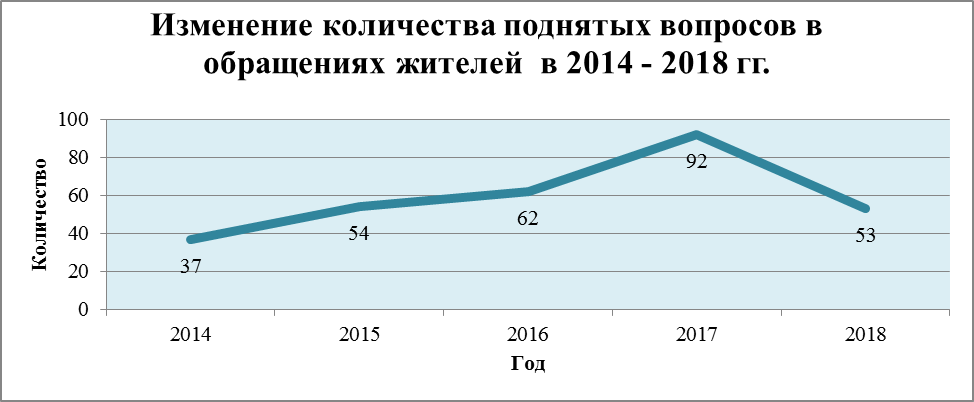 Изменение количества поднятых вопросов в
обращениях жителей  в 2014 - 2018 гг.
Количество
100
80
60
40
20
0
37
54
62
92
53
2014 2015 2016 2017 2018
Год